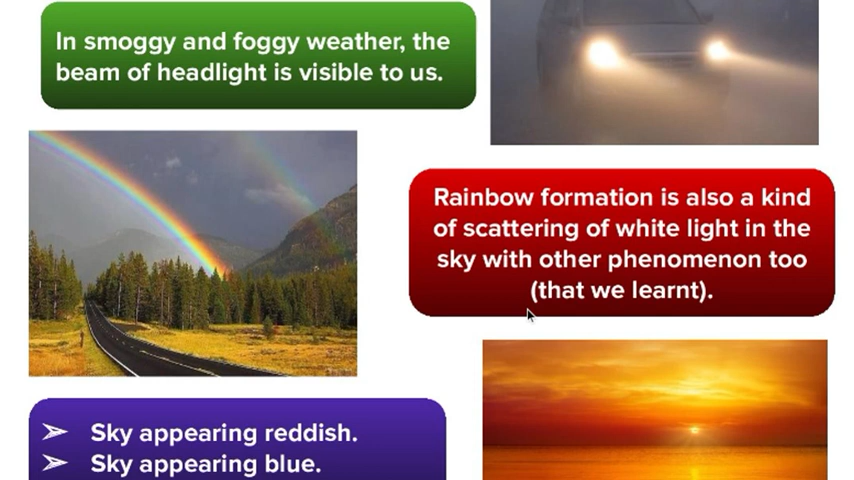 In smoggy and foggy weather, the
beam of headlight is visible to us.
Rainbow formation is also a kind
of scattering of white light in the
sky with other phenomenon too
(that we learnt).
➢ Sky appearing reddish.
➢ Sky appearing blue.